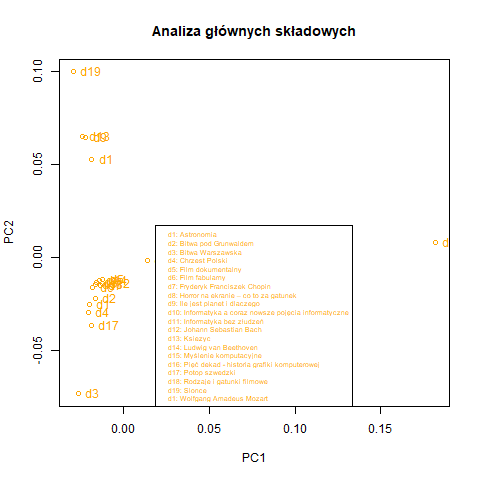 Analiza głównych składowych
PC2
0.10
0.05
0.00
-0.05
d19
d13
d1
d2
d1
d4
d17
d3
d
d1: Astronomia
d2: Bitwa pod Grunwaldem
d3: Bitwa Warszawska
d4: Chrzest Polski
d5: Film dokumentalny
d6: Film fabularny
d7: Fryderyk Franciszek Chopin
d8: Horror na ekranie – co to za gatunek
d9: Ile jest planet i dlaczego
d10: Informatyka a coraz nowsze pojęcia informatyczne
d11: Informatyka bez złudzeń
d12: Johann Sebastian Bach
d13: Księżyc
d14: Ludwig van Beethoven
d15: Myślenie komputacyjne
d16: Pięć dekad - historia grafiki komputerowej
d17: Potop szwedzki
d18: Rodzaje i gatunki filmowe
d19: Słońce
d1: Wolfgang Amadeus Mozart
0.00
0.05
0.10
0.15
PC1